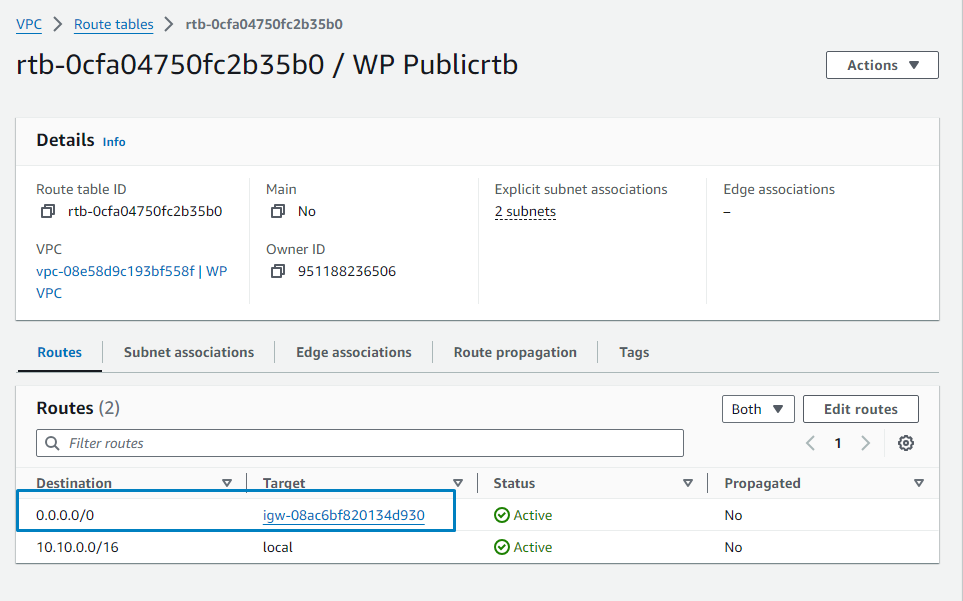 VPC > Route tables > rtb-0cfa04750fc2b35b0
rtb-0cfa04750fc2b35b0 / WP Publicrtb
Actions
Details Info
Route table ID
rtb-0cfa04750fc2b35b0
Main
No
Explicit subnet associations
2 subnets
Edge associations
–
VPC
vpc-08e58d9c193bf558f | WP
VPC
Owner ID
951188236506
Routes Subnet associations Edge associations Route propagation Tags
Routes (2)
Both
Edit routes
Filter routes
1
Destination Target Status Propagated
0.0.0.0/0 igw-08ac6bf820134d930 Active No
10.10.0.0/16 local Active No